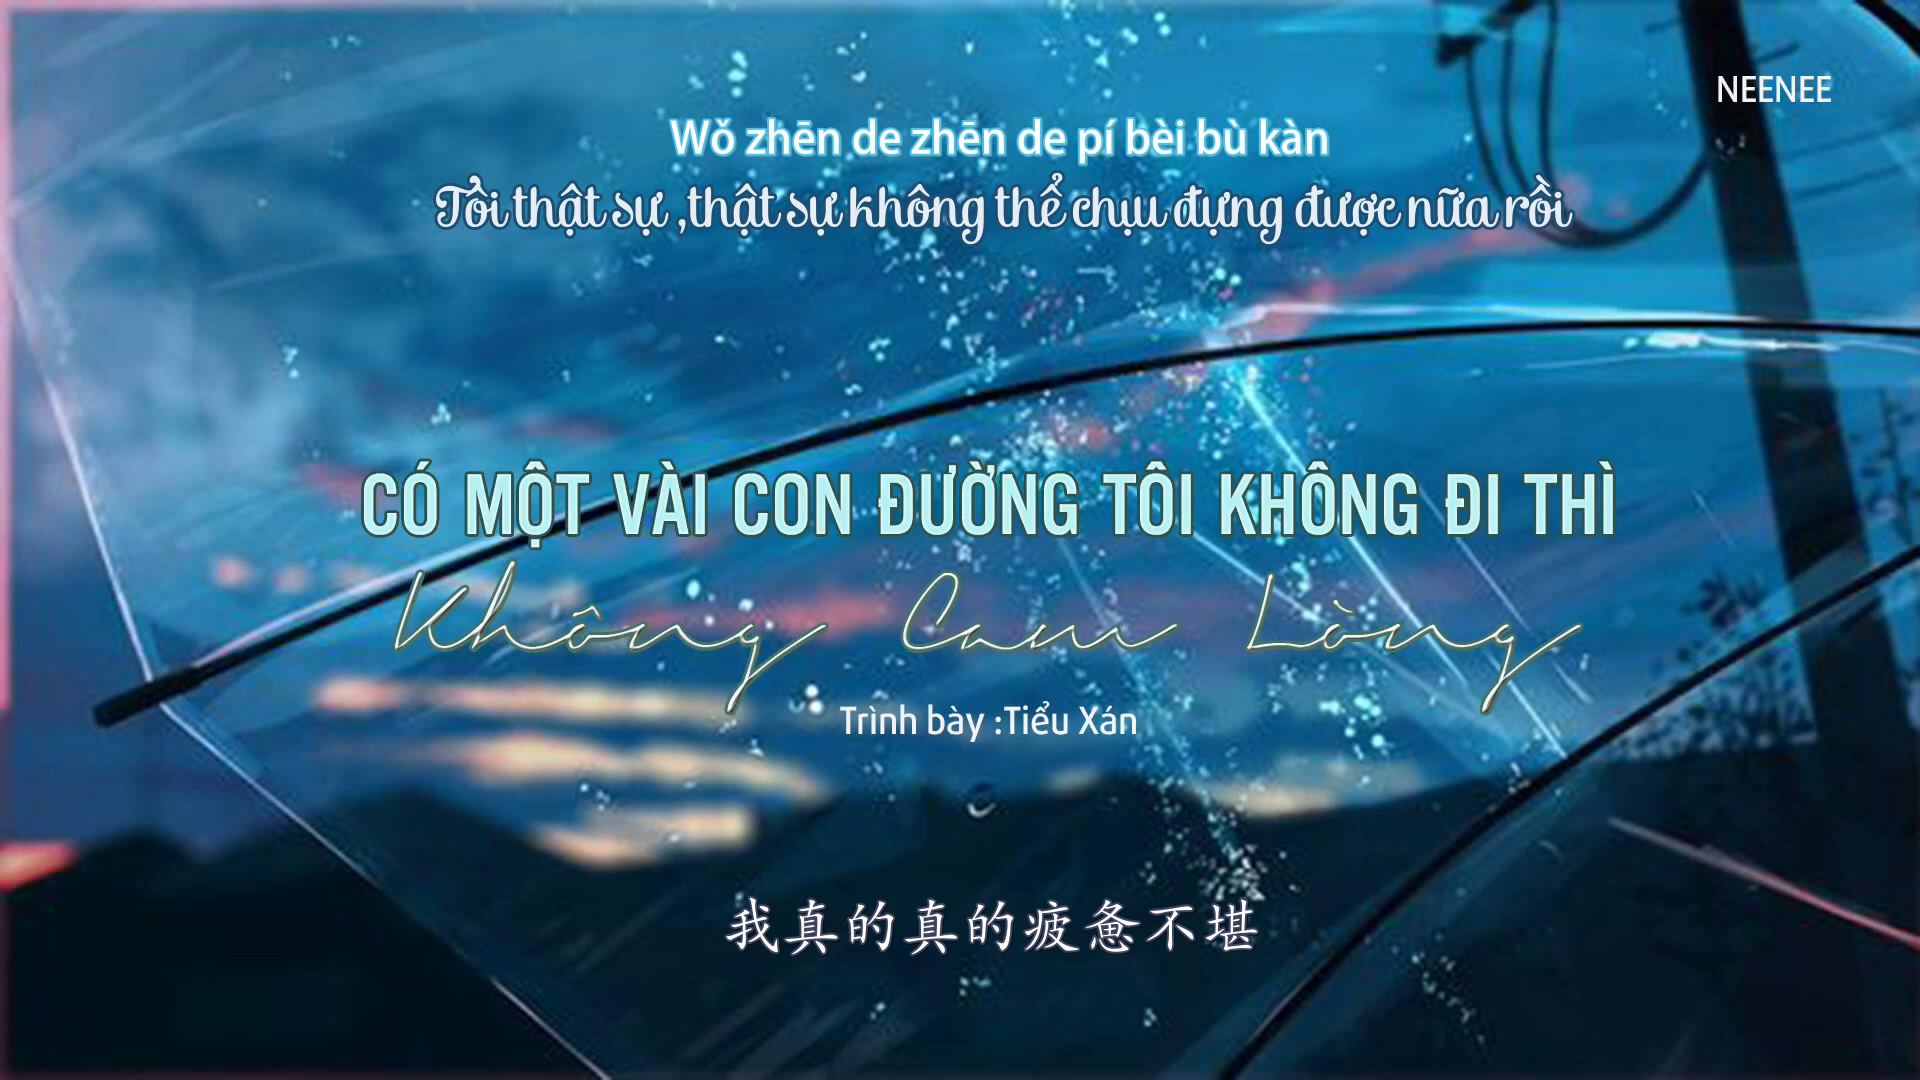 NEENEE
Wǒ zhēn de zhēn de pí bèi bù kàn
Tôi thật sự ,thật sự không thể chịu đựng được nữa rồi
CÓ MỘT VÀI CON ĐƯỜNG TÔI KHÔNG ĐI THÌ
Không Cam Lòng
Trình bày :Tiểu Xán
我真的真的疲惫不堪